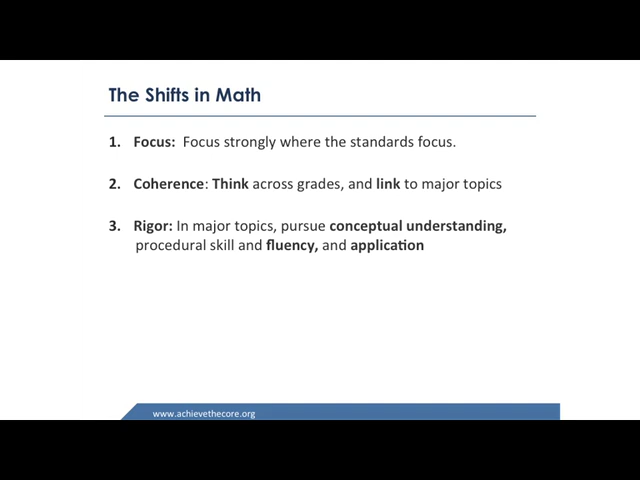 The Shifts in Math
1. Focus: Focus strongly where the standards focus.
2. Coherence: Think across grades, and link to major topics
3. Rigor: In major topics, pursue conceptual understanding,
procedural skill and fluency, and application
www.achievethecore.org